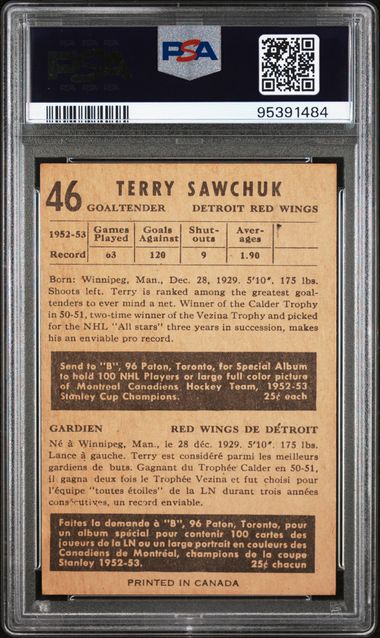 PSA
PSA
95391484
46 TERRY SAWCHUK
GOALTENDER DETROIT RED WINGS
1952-53 Games Played Goals Against Shut-outs Aver-ages
Record 63 120 9 1.90
Born: Winnipeg, Man., Dec. 28, 1929. 5'10". 175 lbs.
Shoots left. Terry is ranked among the greatest goal-
tenders to ever mind a net. Winner of the Calder Trophy
in 50-51, two-time winner of the Vezina Trophy and picked
for the NHL "All stars" three years in succession, makes
his an enviable pro record.
Send to "B", 96 Paton, Toronto, for Special Album
to hold 100 NHL Players or large full color picture
of Montreal Canadiens Hockey Team, 1952-53
Stanley Cup Champions. 25¢ each
GARDIEN RED WINGS DE DÉTROIT
Né à Winnipeg, Man., le 28 déc. 1929. 5'10". 175 lbs.
Lance à gauche. Terry est considéré parmi les meilleurs
gardiens de buts. Gagnant du Trophée Calder en 50-51,
il gagna deux fois le Trophée Vezina et fut choisi pour
l'équipe "toutes étoiles" de la LN durant trois années
consécutives, un record enviable.
Faites la demande à "B", 96 Paton, Toronto, pour
un album spécial pour contenir 100 cartes des
joueurs de la LN ou un large portrait en couleurs des
Canadiens de Montréal, champions de la coupe
Stanley 1952-53. 25¢ chacun
PRINTED IN CANADA